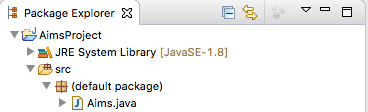 Package Explorer
AimsProject
JRE System Library [JavaSE-1.8]
src
(default package)
Aims.java